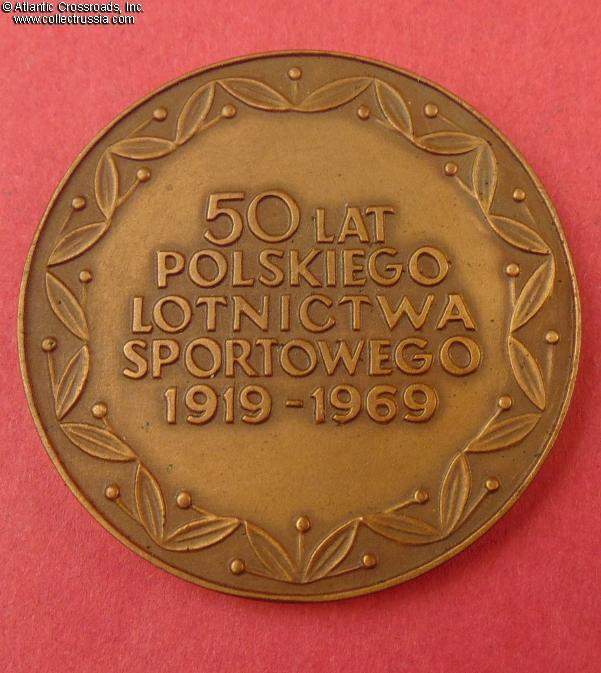 © Atlantic Crossroads, Inc.
www.collectrussia.com
50 LAT
POLSKIEGO
LOTNICTWA
SPORTOWEGO
1919-1969